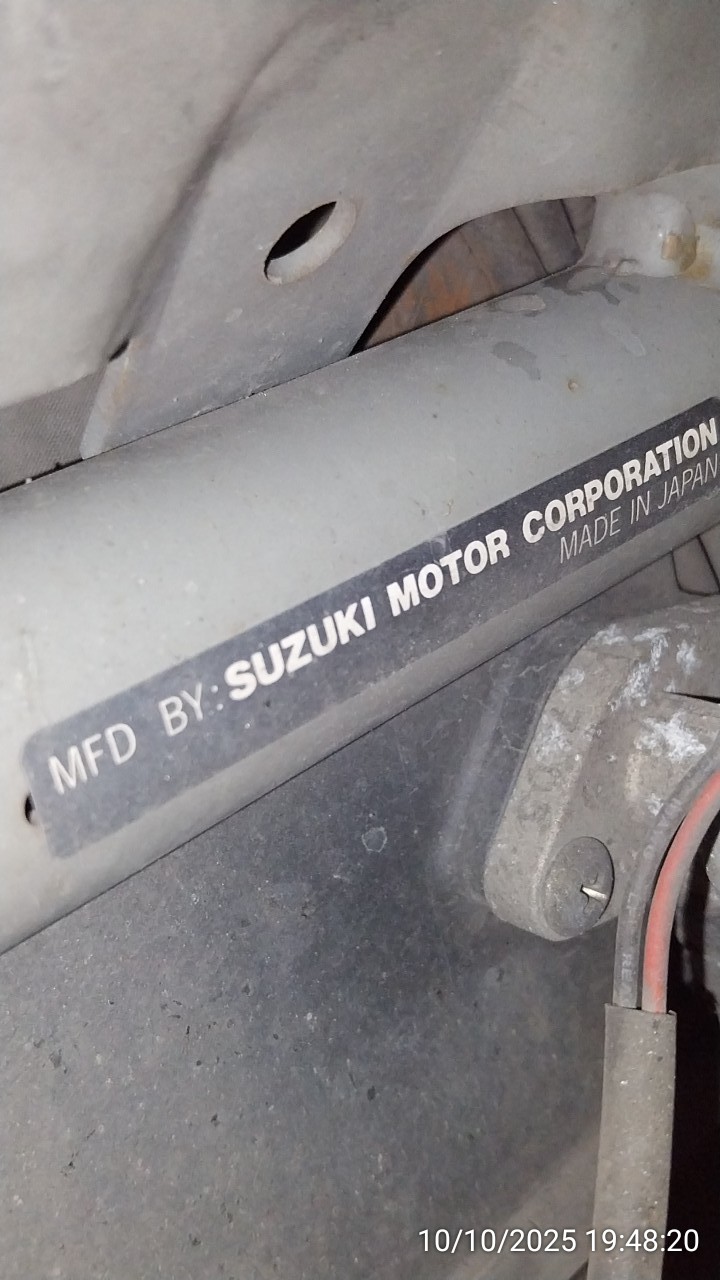 MFD BY: SUZUKI MOTOR CORPORATION
MADE IN JAPAN
10/10/2025 19:48:20